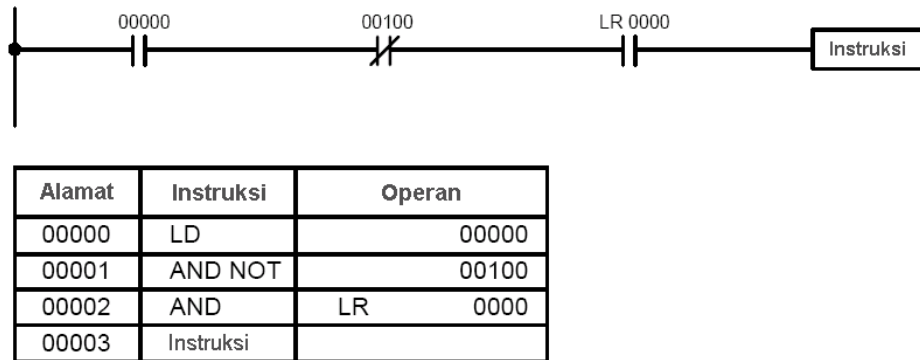 00000 00100 LR 0000
Instruksi
Alamat Instruksi Operan
00000 LD 00000
00001 AND NOT 00100
00002 AND LR 0000
00003 Instruksi